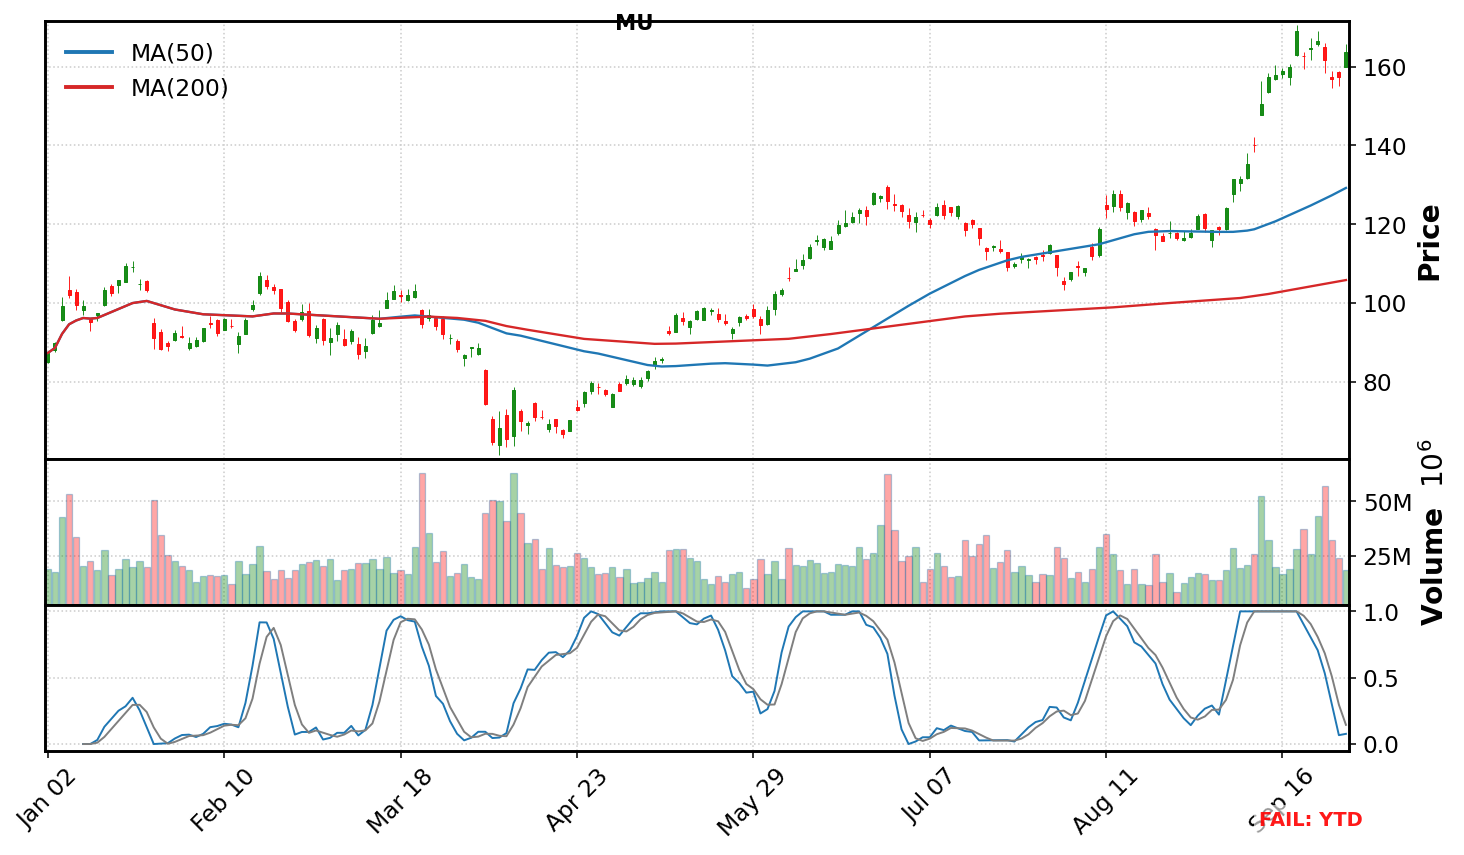 MU
MA(50)
MA(200)
160
140
120
100
80
Price
10^6
50M
25M
Volume
1.0
0.5
0.0
Jan 02
Feb 10
Mar 18
Apr 23
May 29
Jul 07
Aug 11
Sep 16
FAIL: YTD